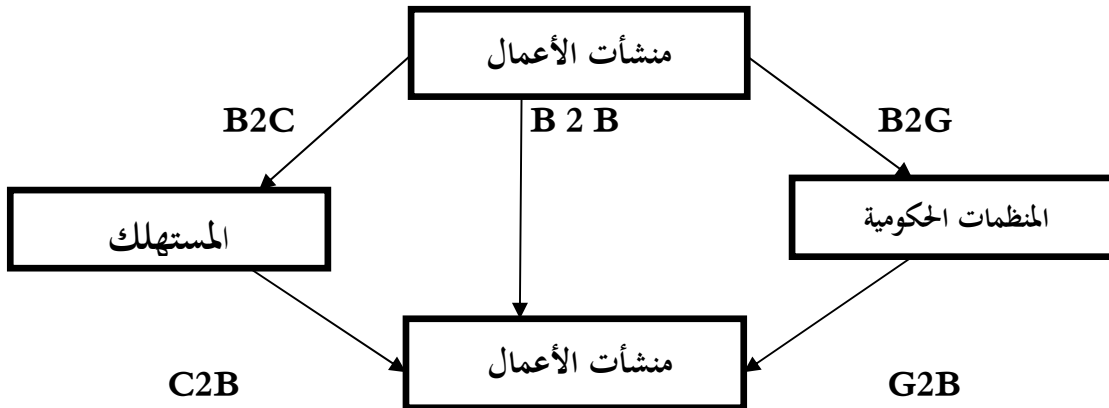 منشأت الأعمال
B2C
B 2 B
B2G
المنظمات الحكومية
المستهلك
منشأت الأعمال
C2B
G2B